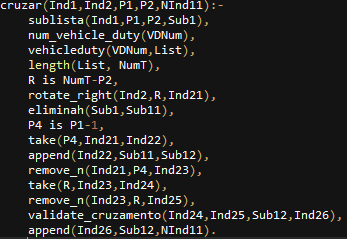 cruzar(Ind1,Ind2,P1,P2,NInd11):-
sublista(Ind1,P1,P2,Sub1),
num_vehicle_duty(VDNum),
vehicleduty(VDNum,List),
length(List, NumT),
R is NumT-P2,
rotate_right(Ind2,R,Ind21),
eliminah(Sub1,Sub11),
P4 is P1-1,
take(P4,Ind21,Ind22),
append(Ind22,Sub11,Sub12),
remove_n(Ind21,P4,Ind23),
take(R,Ind23,Ind24),
remove_n(Ind23,R,Ind25),
validate_cruzamento(Ind24,Ind25,Sub12,Ind26),
append(Ind26,Sub12,NInd11).